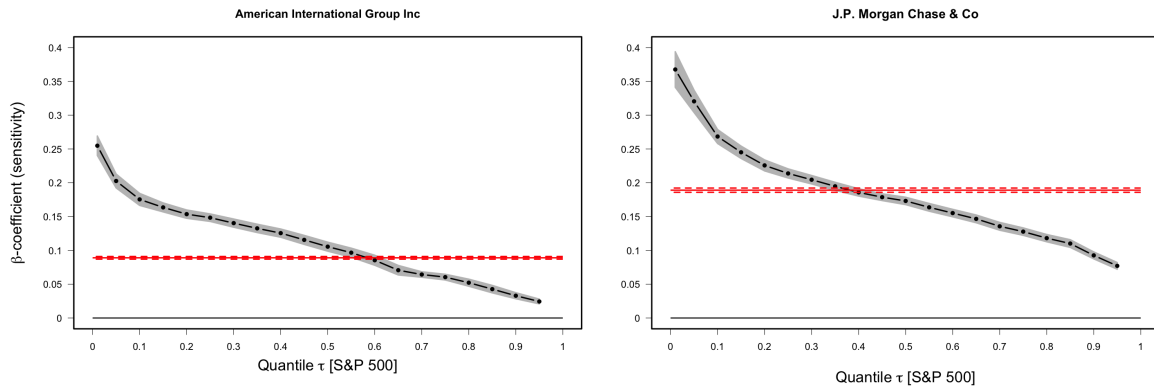 American International Group Inc
β-coefficient (sensitivity)
0.4
0.35
0.3
0.25
0.2
0.15
0.1
0.05
0
0 0.1 0.2 0.3 0.4 0.5 0.6 0.7 0.8 0.9 1
Quantile τ [S&P 500]
J.P. Morgan Chase & Co
0.4
0.35
0.3
0.25
0.2
0.15
0.1
0.05
0
0 0.1 0.2 0.3 0.4 0.5 0.6 0.7 0.8 0.9 1
Quantile τ [S&P 500]